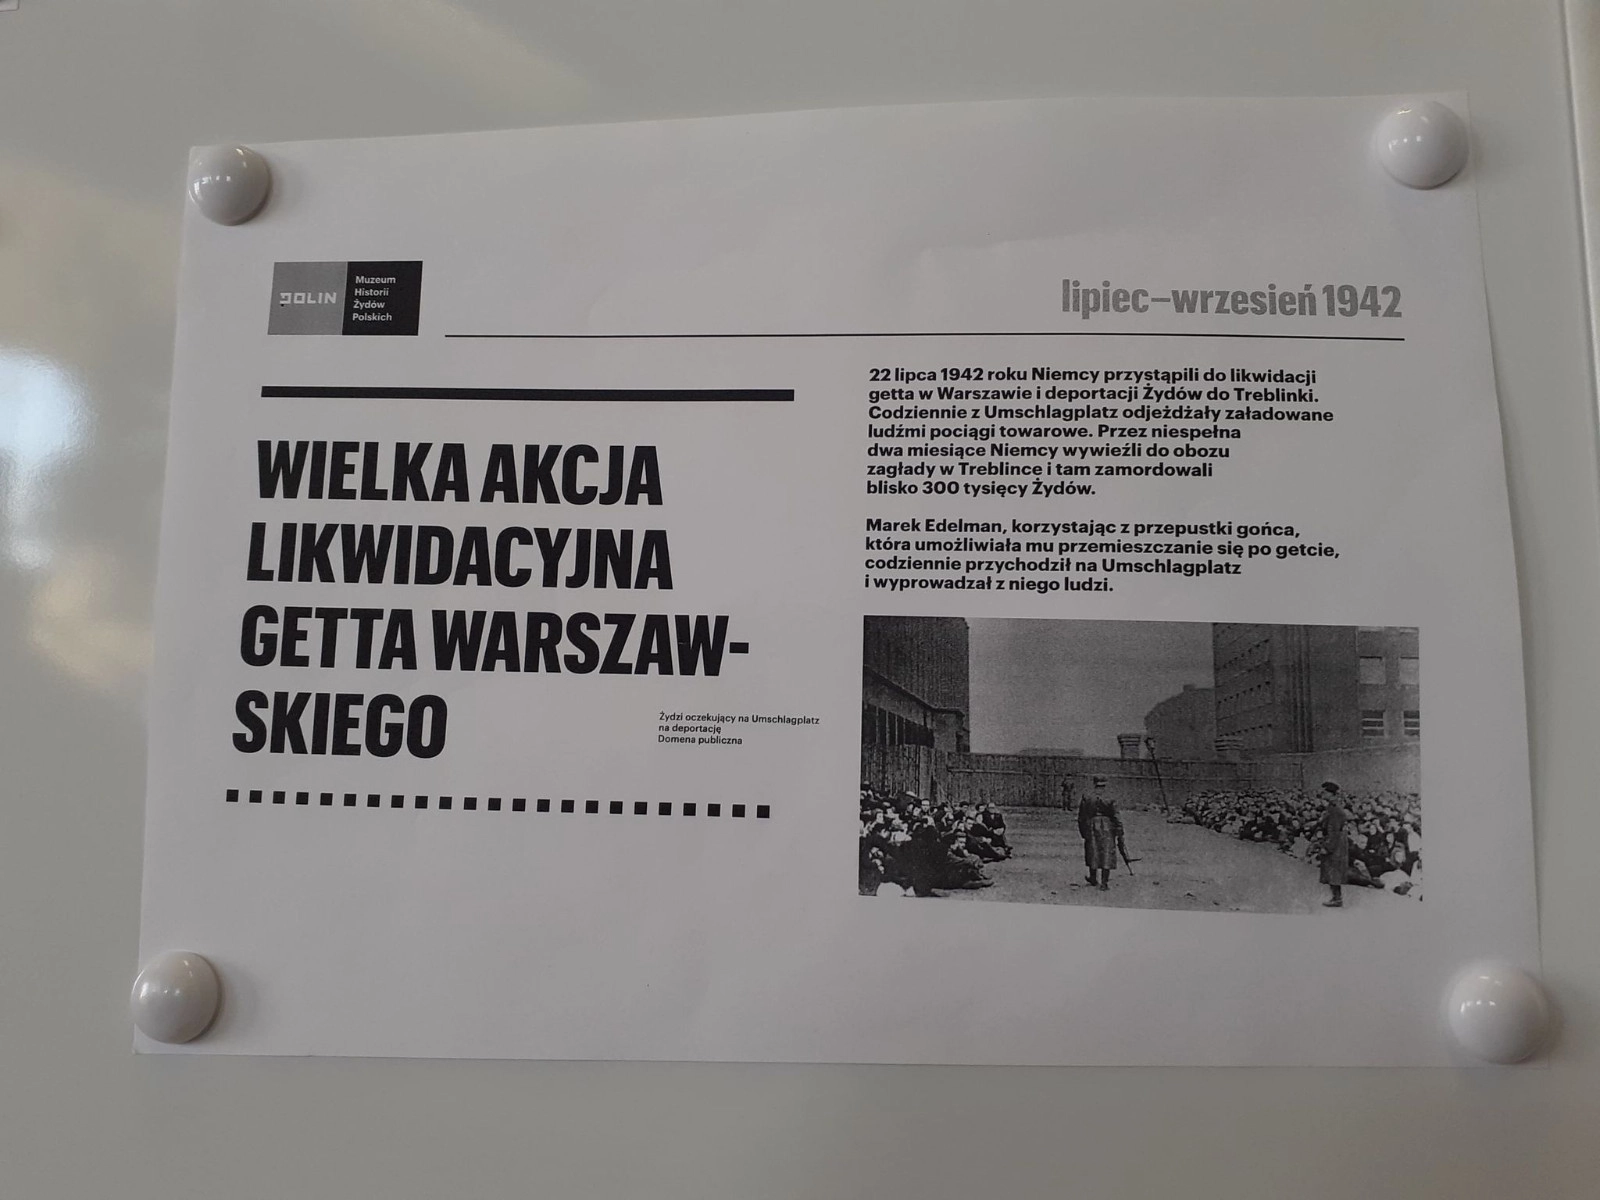 POLIN
Muzeum
Historii
Żydów
Polskich
lipiec–wrzesień 1942
WIELKA AKCJA
LIKWIDACYJNA
GETTA WARSZAW-
SKIEGO
Żydzi oczekujący na Umschlagplatz
na deportację
Domena publiczna
22 lipca 1942 roku Niemcy przystąpili do likwidacji
getta w Warszawie i deportacji Żydów do Treblinki.
Codziennie z Umschlagplatz odjeżdżały załadowane
ludźmi pociągi towarowe. Przez niespełna
dwa miesiące Niemcy wywieźli do obozu
zagłady w Treblince i tam zamordowali
blisko 300 tysięcy Żydów.
Marek Edelman, korzystając z przepustki gońca,
która umożliwiała mu przemieszczanie się po getcie,
codziennie przychodził na Umschlagplatz
i wyprowadzał z niego ludzi.